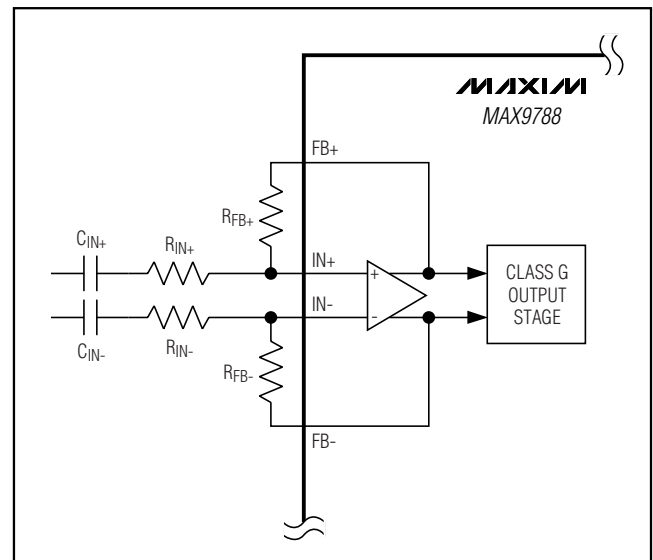 MAXIM
MAX9788
FB+
RFB+
CIN+
RIN+
IN+
+
CLASS G
OUTPUT
STAGE
IN-
-
CIN-
RIN-
RFB-
FB-